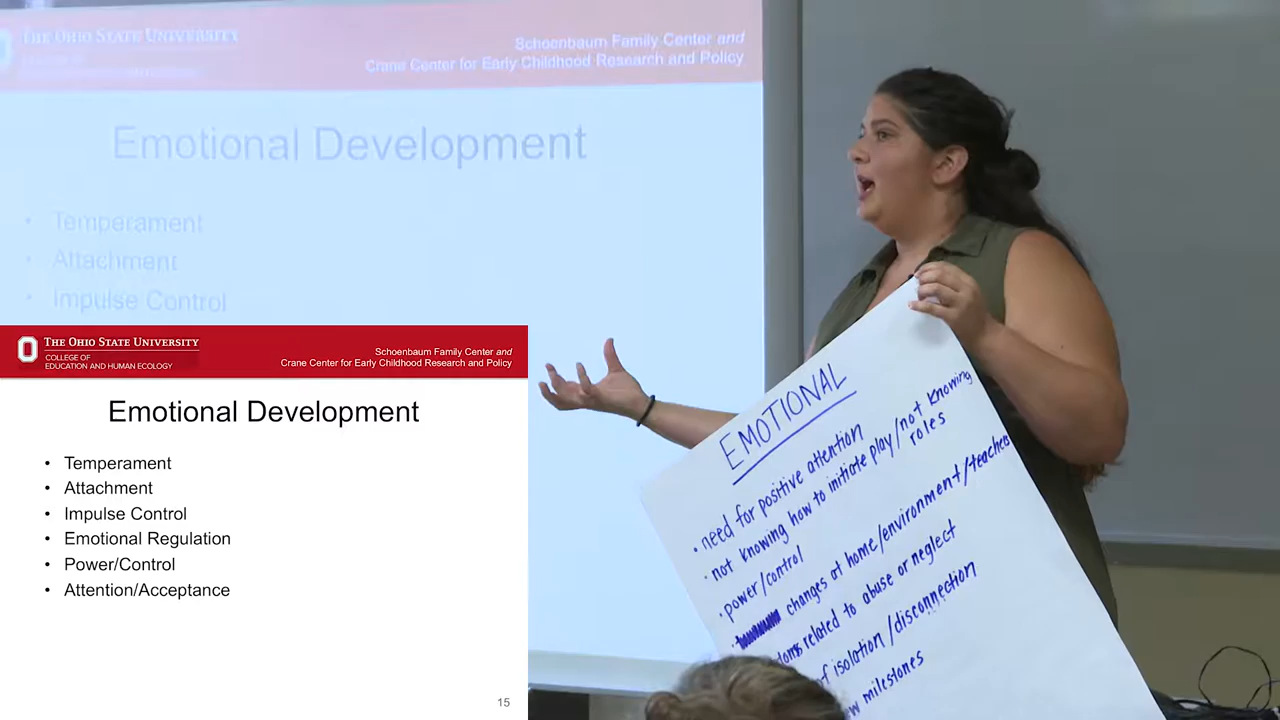 THE OHIO STATE UNIVERSITY
Schoenbaum Family Center and
Crane Center for Early Childhood Research and Policy
Emotional Development
• Temperament
• Attachment
• Impulse Control
THE OHIO STATE UNIVERSITY
COLLEGE OF
EDUCATION AND HUMAN ECOLOGY
Schoenbaum Family Center and
Crane Center for Early Childhood Research and Policy
Emotional Development
• Temperament
• Attachment
• Impulse Control
• Emotional Regulation
• Power/Control
• Attention/Acceptance
15
EMOTIONAL
• need for positive attention
• not knowing how to initiate play/not knowing
roles
• power/control
• changes at home/environment/teacher
related to abuse or neglect
of isolation/disconnection
milestones